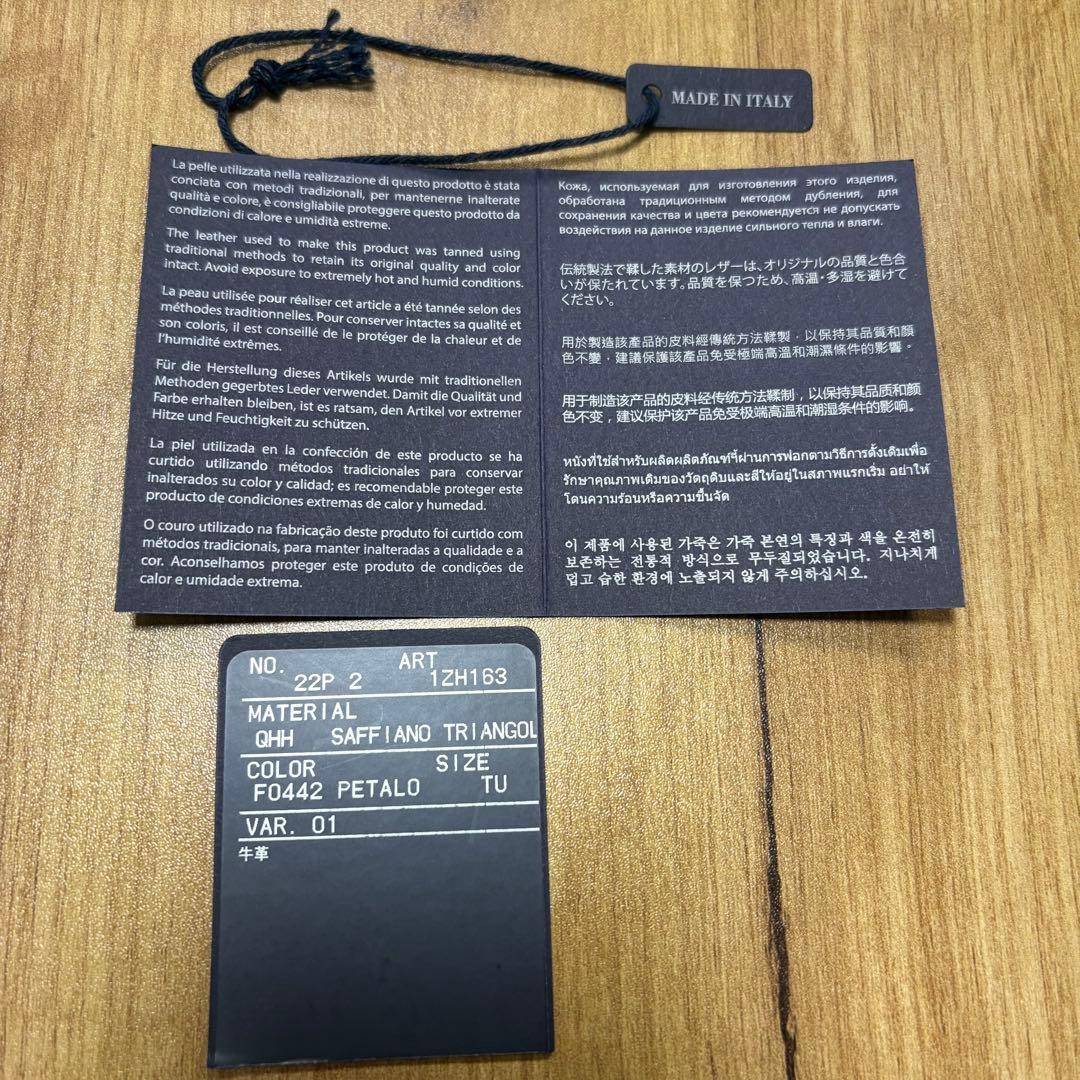 MADE IN ITALY
La pelle utilizzata nella realizzazione di questo prodotto è stata
conciata con metodi tradizionali, per mantenerne inalterate
qualità e colore, è consigliabile proteggere questo prodotto da
condizioni di calore e umidità estreme.
The leather used to make this product was tanned using
traditional methods to retain its original quality and color
intact. Avoid exposure to extremely hot and humid conditions.
La peau utilisée pour réaliser cet article a été tannée selon des
méthodes traditionnelles. Pour conserver intactes sa qualité et
son coloris, il est conseillé de le protéger de la chaleur et de
l'humidité extrêmes.
Für die Herstellung dieses Artikels wurde mit traditionellen
Methoden gegerbtes Leder verwendet. Damit die Qualität und
Farbe erhalten bleiben, ist es ratsam, den Artikel vor extremer
Hitze und Feuchtigkeit zu schützen.
La piel utilizada en la confección de este producto se ha
curtido utilizando métodos tradicionales para conservar
inalterados su color y calidad; es recomendable proteger este
producto de condiciones extremas de calor y humedad.
O couro utilizado na fabricação deste produto foi curtido com
métodos tradicionais, para manter inalteradas a qualidade e a
cor. Aconselhamos proteger este produto de condições de
calor e umidade extrema.
Кожа, используемая для изготовления этого изделия,
обработана традиционным методом дубления, для
сохранения качества и цвета рекомендуется не допускать
воздействия на данное изделие сильного тепла и влаги.
伝統製法で鞣した素材のレザーは、オリジナルの品質と色合
いが保たれています。品質を保つため、高温・多湿を避けて
ください。
用於製造該產品的皮料經傳統方法鞣製，以保持其品質和顏
色不變，建議保護該產品免受極端高溫和潮濕條件的影響。
用于制造该产品的皮料经传统方法鞣制，以保持其品质和颜
色不变，建议保护该产品免受极端高温和潮湿条件的影响。
หนังที่ใช้สำหรับผลิตผลิตภัณฑ์นี้ผ่านการฟอกตามวิธีการดั้งเดิมเพื่อ
รักษาคุณภาพเดิมของวัตถุดิบและสีให้อยู่ในสภาพแรกเริ่ม อย่าให้
โดนความร้อนหรือความชื้นจัด
이 제품에 사용된 가죽은 가죽 본연의 특징과 색을 온전히
보존하는 전통적 방식으로 무두질되었습니다. 지나치게
덥고 습한 환경에 노출되지 않게 주의하십시오.
NO. ART
22P 2 1ZH163
MATERIAL
QHH SAFFIANO TRIANGOL
COLOR SIZE
F0442 PETALO TU
VAR. 01
牛革